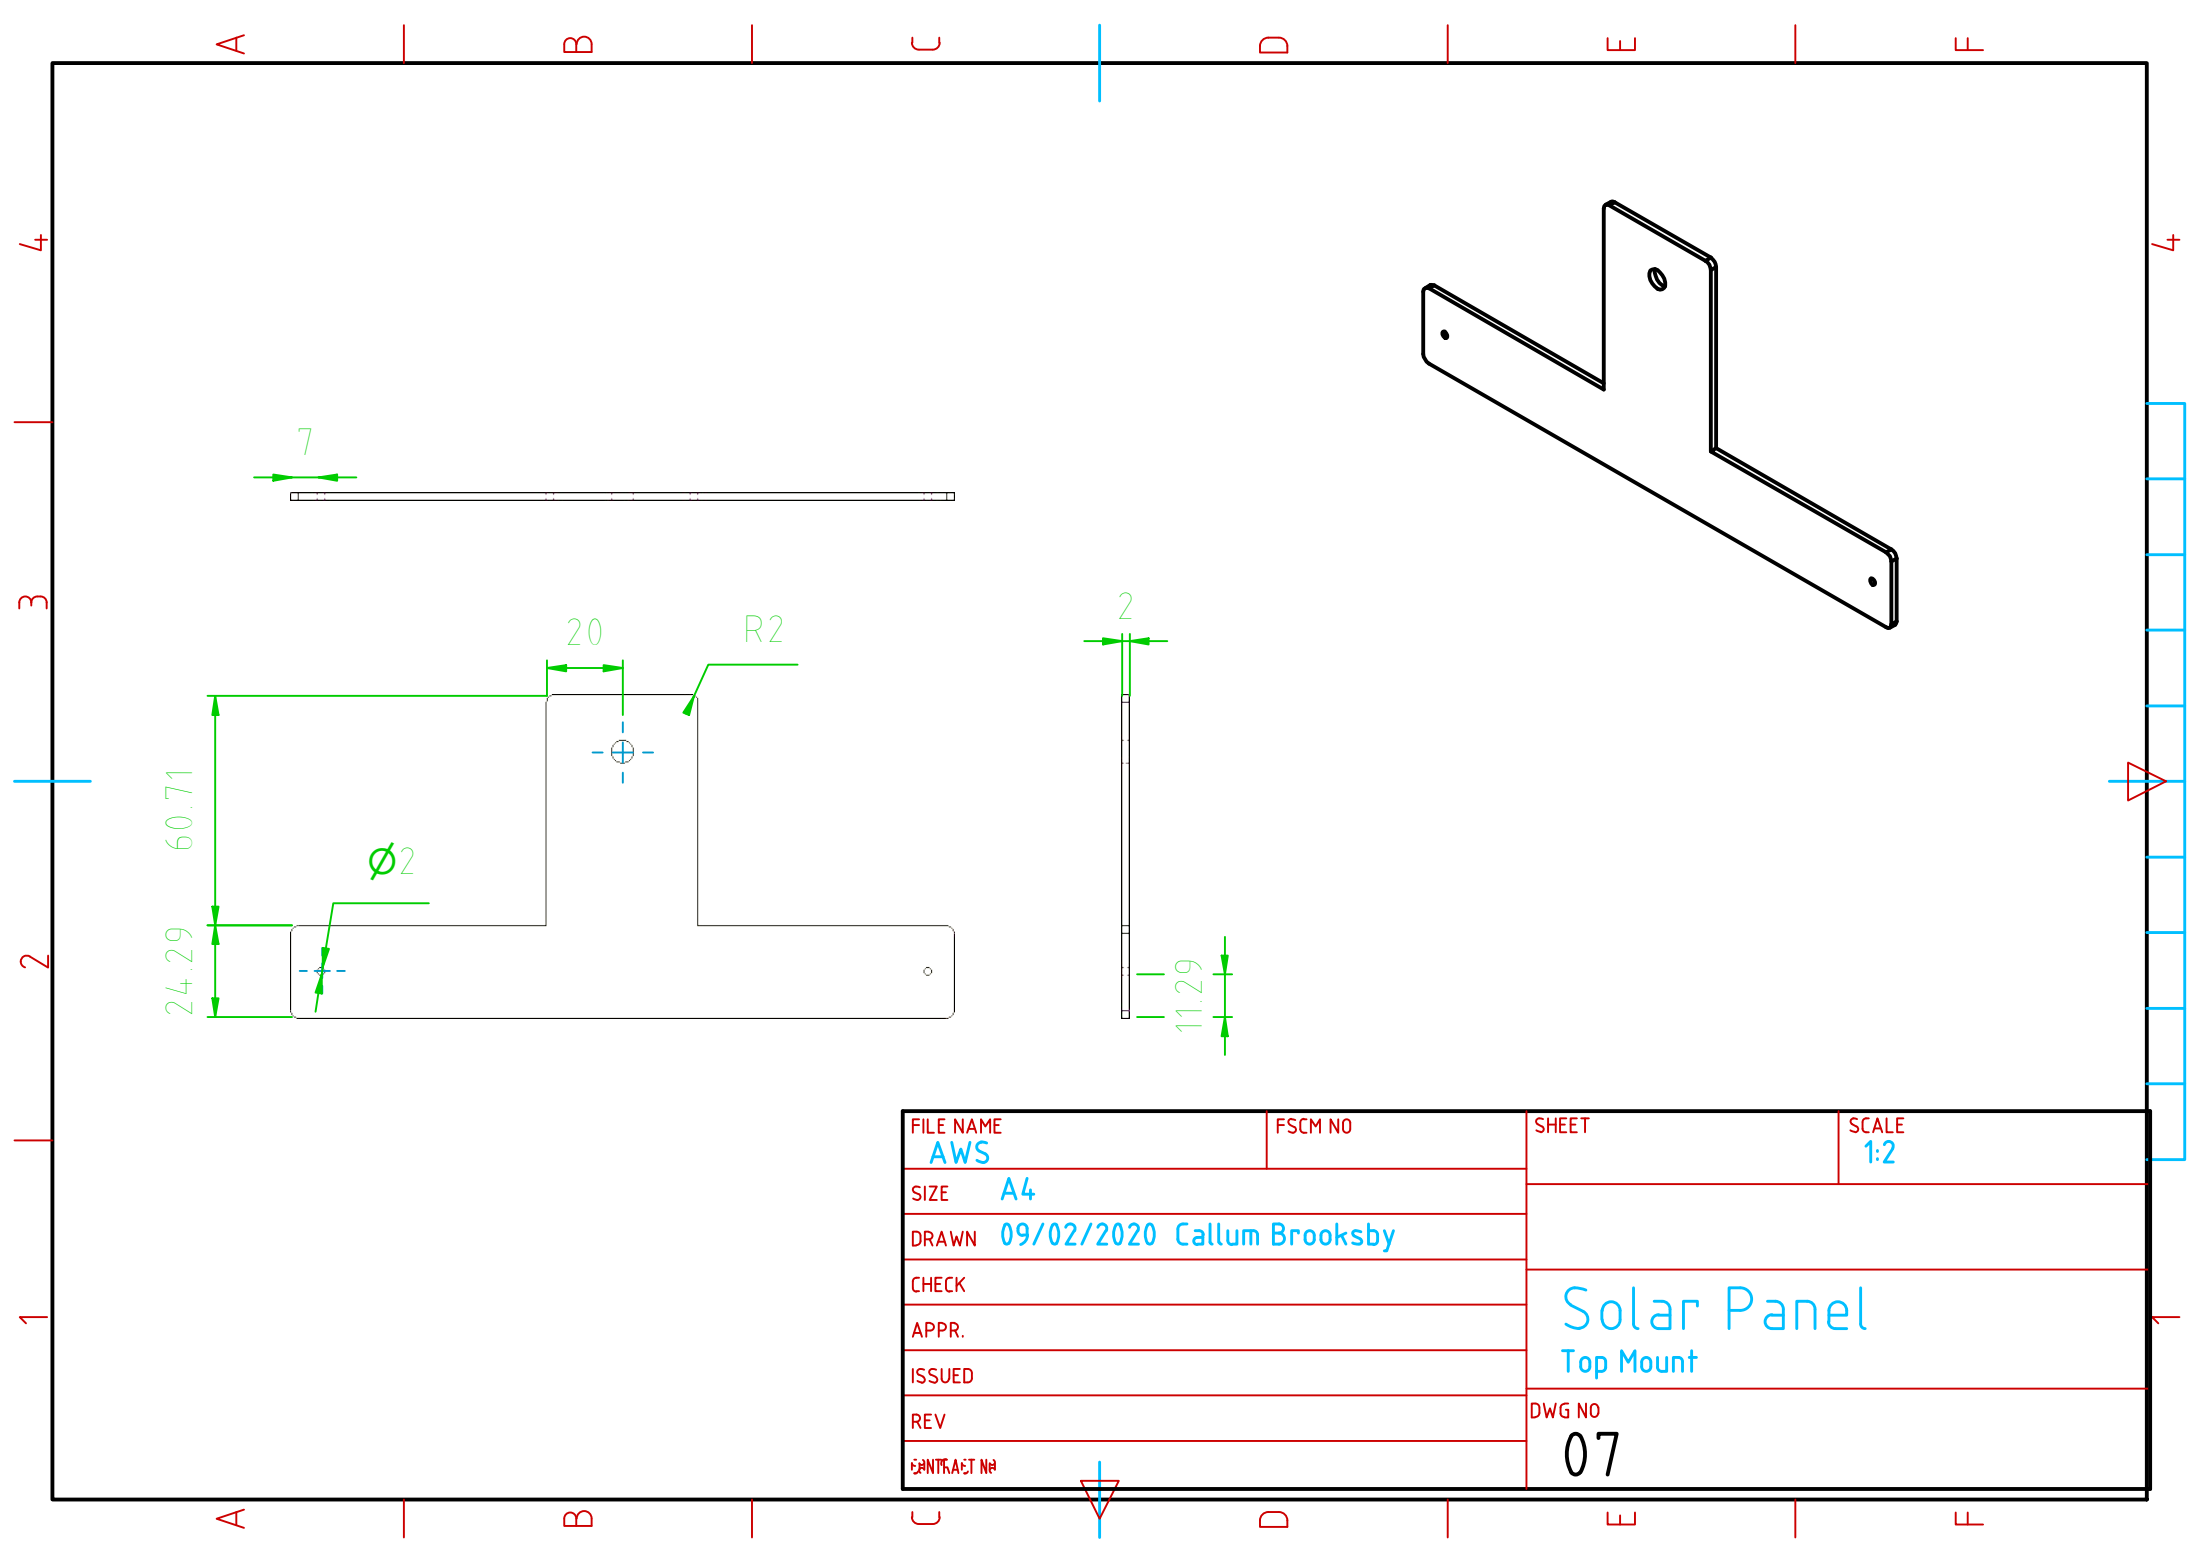 A B C D E F
4 4
7
3
2
20 R2
60.71
Ø2
24.29
2
11.29
FILE NAME FSCM NO SHEET SCALE
AWS 1:2
SIZE A4
DRAWN 09/02/2020 Callum Brooksby
CHECK
Solar Panel
APPR.
Top Mount
ISSUED
DWG NO
REV
07
1 1
A B C D E F